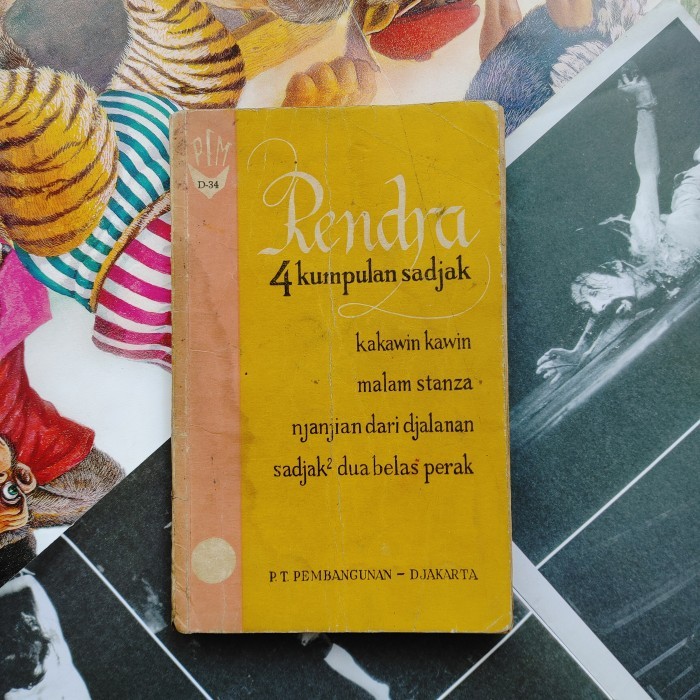 PEM
D-34
Rendra
4 kumpulan sadjak
kakawin kawin
malam stanza
njanjian dari djalanan
sadjak² dua belas perak
P.T. PEMBANGUNAN – DJAKARTA